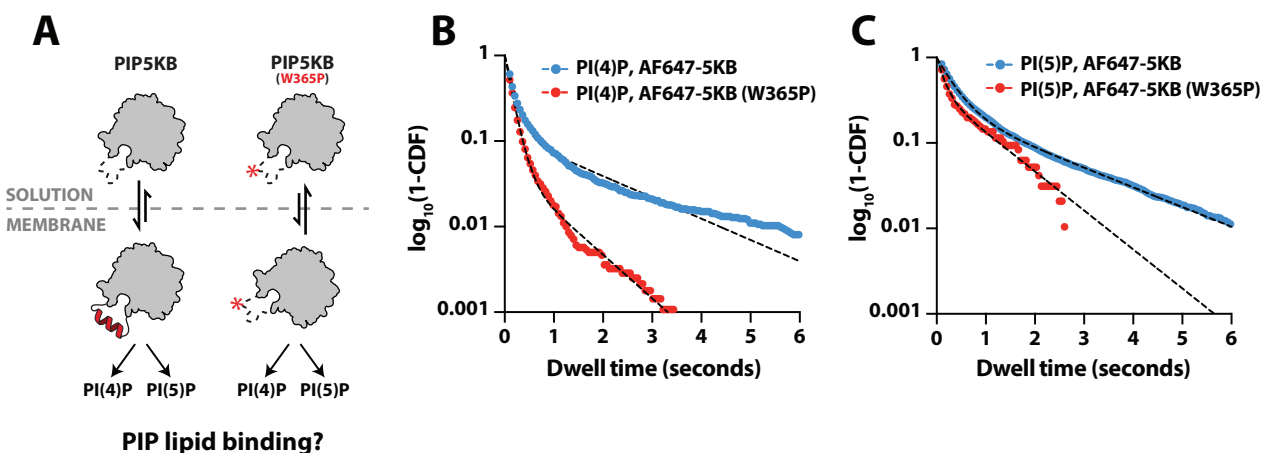 A
PIP5KB
PIP5KB
(W365P)
SOLUTION
MEMBRANE
PI(4)P PI(5)P PI(4)P PI(5)P
PIP lipid binding?
B
log10(1-CDF)
1
0.1
0.01
0.001
PI(4)P, AF647-5KB
PI(4)P, AF647-5KB (W365P)
0 1 2 3 4 5 6
Dwell time (seconds)
C
log10(1-CDF)
1
0.1
0.01
0.001
PI(5)P, AF647-5KB
PI(5)P, AF647-5KB (W365P)
0 1 2 3 4 5 6
Dwell time (seconds)